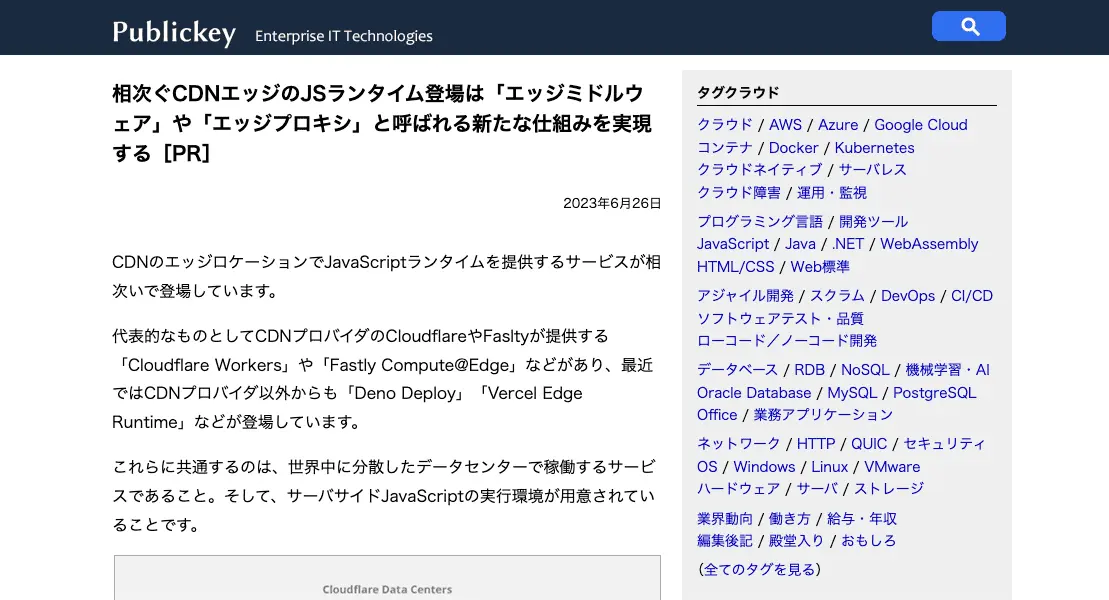 Publickey Enterprise IT Technologies
相次ぐCDNエッジのJSランタイム登場は「エッジミドルウ
ェア」や「エッジプロキシ」と呼ばれる新たな仕組みを実現
する［PR］
2023年6月26日
CDNのエッジロケーションでJavaScriptランタイムを提供するサービスが相
次いで登場しています。
代表的なものとしてCDNプロバイダのCloudflareやFasltyが提供する
「Cloudflare Workers」や「Fastly Compute@Edge」などがあり、最近
ではCDNプロバイダ以外からも「Deno Deploy」「Vercel Edge
Runtime」などが登場しています。
これらに共通するのは、世界中に分散したデータセンターで稼働するサービ
スであること。そして、サーバサイドJavaScriptの実行環境が用意されてい
ることです。
Cloudflare Data Centers
タグクラウド
クラウド / AWS / Azure / Google Cloud
コンテナ / Docker / Kubernetes
クラウドネイティブ / サーバレス
クラウド障害 / 運用・監視
プログラミング言語 / 開発ツール
JavaScript / Java / .NET / WebAssembly
HTML/CSS / Web標準
アジャイル開発 / スクラム / DevOps / CI/CD
ソフトウェアテスト・品質
ローコード／ノーコード開発
データベース / RDB / NoSQL / 機械学習・AI
Oracle Database / MySQL / PostgreSQL
Office / 業務アプリケーション
ネットワーク / HTTP / QUIC / セキュリティ
OS / Windows / Linux / VMware
ハードウェア / サーバ / ストレージ
業界動向 / 働き方 / 給与・年収
編集後記 / 殿堂入り / おもしろ
（全てのタグを見る）